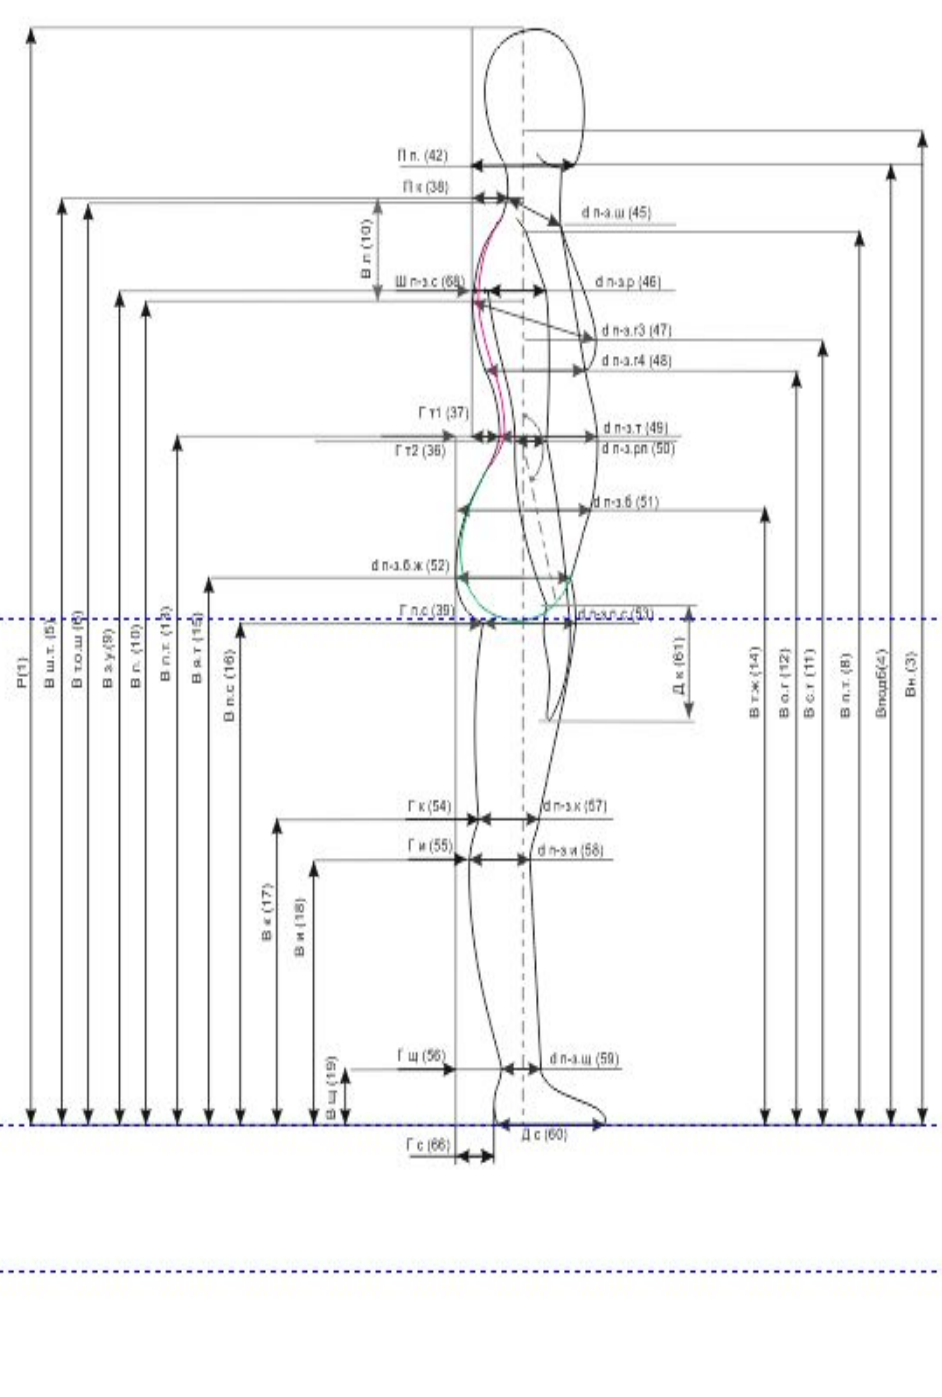 П п. (42)
П к (38)
d п-з.ш (45)
В л (10)
Ш п-з.с (68)
d п-з.р (46)
d п-з.г3 (47)
d п-з.г4 (48)
Г т1 (37)
d п-з.т (49)
Г т2 (36)
d п-з.рп (50)
d п-з.б (51)
d п-з.б.ж (52)
Г п.с (39)
d п-з.п.с (53)
Р(1)
В ш.т. (5)
В т.о.ш (6)
В з.у.(9)
В л. (10)
В л.т. (13)
В я.т (15)
В п.с (16)
Д к (61)
В т.ж (14)
В о.г (12)
В с.г (11)
В п.т. (8)
Вподб(4)
Вн.(3)
Г к (54)
d п-з.к (57)
Г и (55)
d п-з.и (58)
В к (17)
В и (18)
Г щ (56)
d п-з.щ (59)
В щ (19)
Д с (60)
Г с (66)